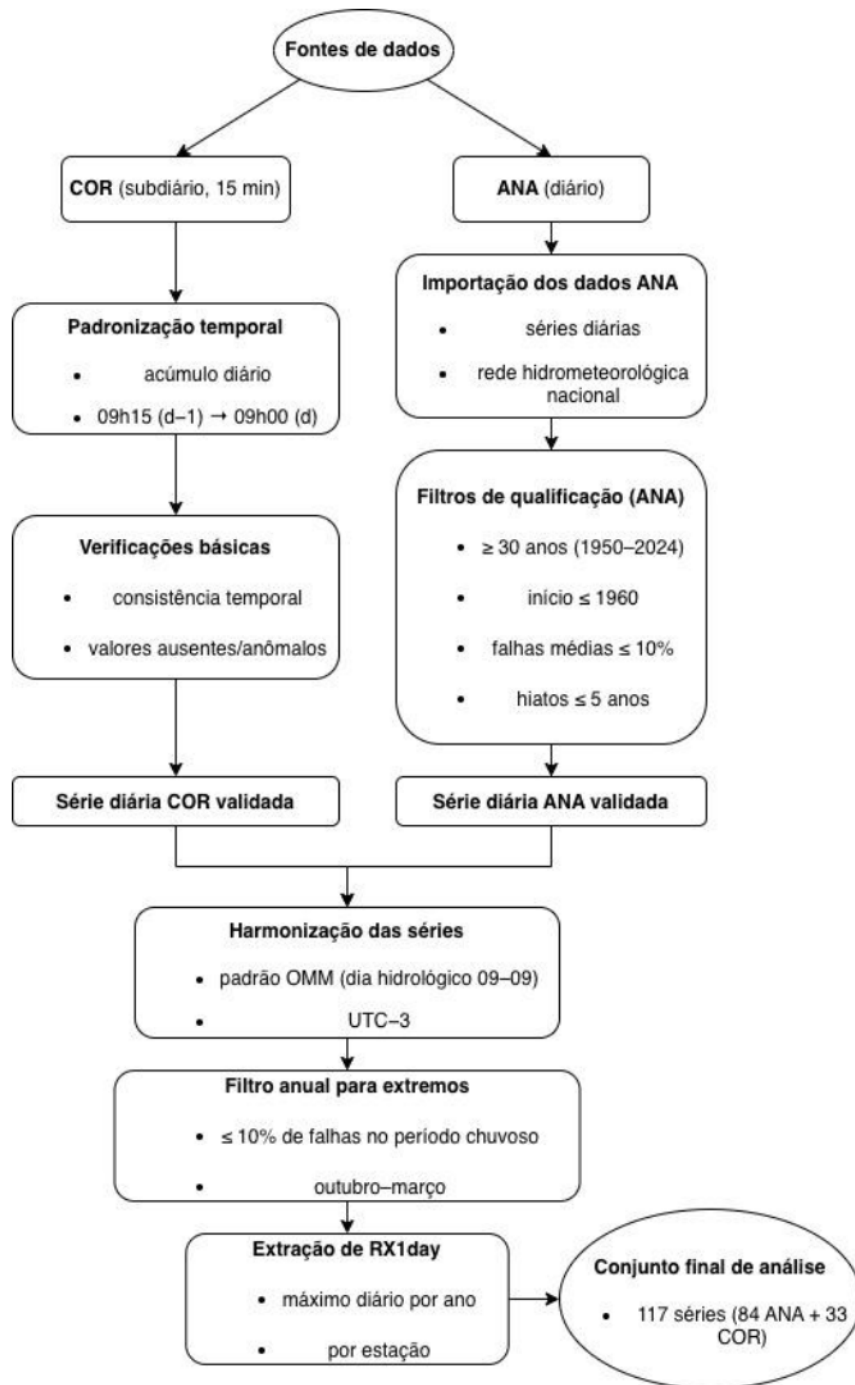 Fontes de dados
COR (subdiário, 15 min)
ANA (diário)
Padronização temporal
• acúmulo diário
• 09h15 (d−1) → 09h00 (d)
Importação dos dados ANA
• séries diárias
• rede hidrometeorológica
nacional
Verificações básicas
• consistência temporal
• valores ausentes/anômalos
Filtros de qualificação (ANA)
• ≥ 30 anos (1950–2024)
• início ≤ 1960
• falhas médias ≤ 10%
• hiatos ≤ 5 anos
Série diária COR validada
Série diária ANA validada
Harmonização das séries
• padrão OMM (dia hidrológico 09–09)
• UTC−3
Filtro anual para extremos
• ≤ 10% de falhas no período chuvoso
• outubro–março
Extração de RX1day
• máximo diário por ano
• por estação
Conjunto final de análise
• 117 séries (84 ANA + 33
COR)